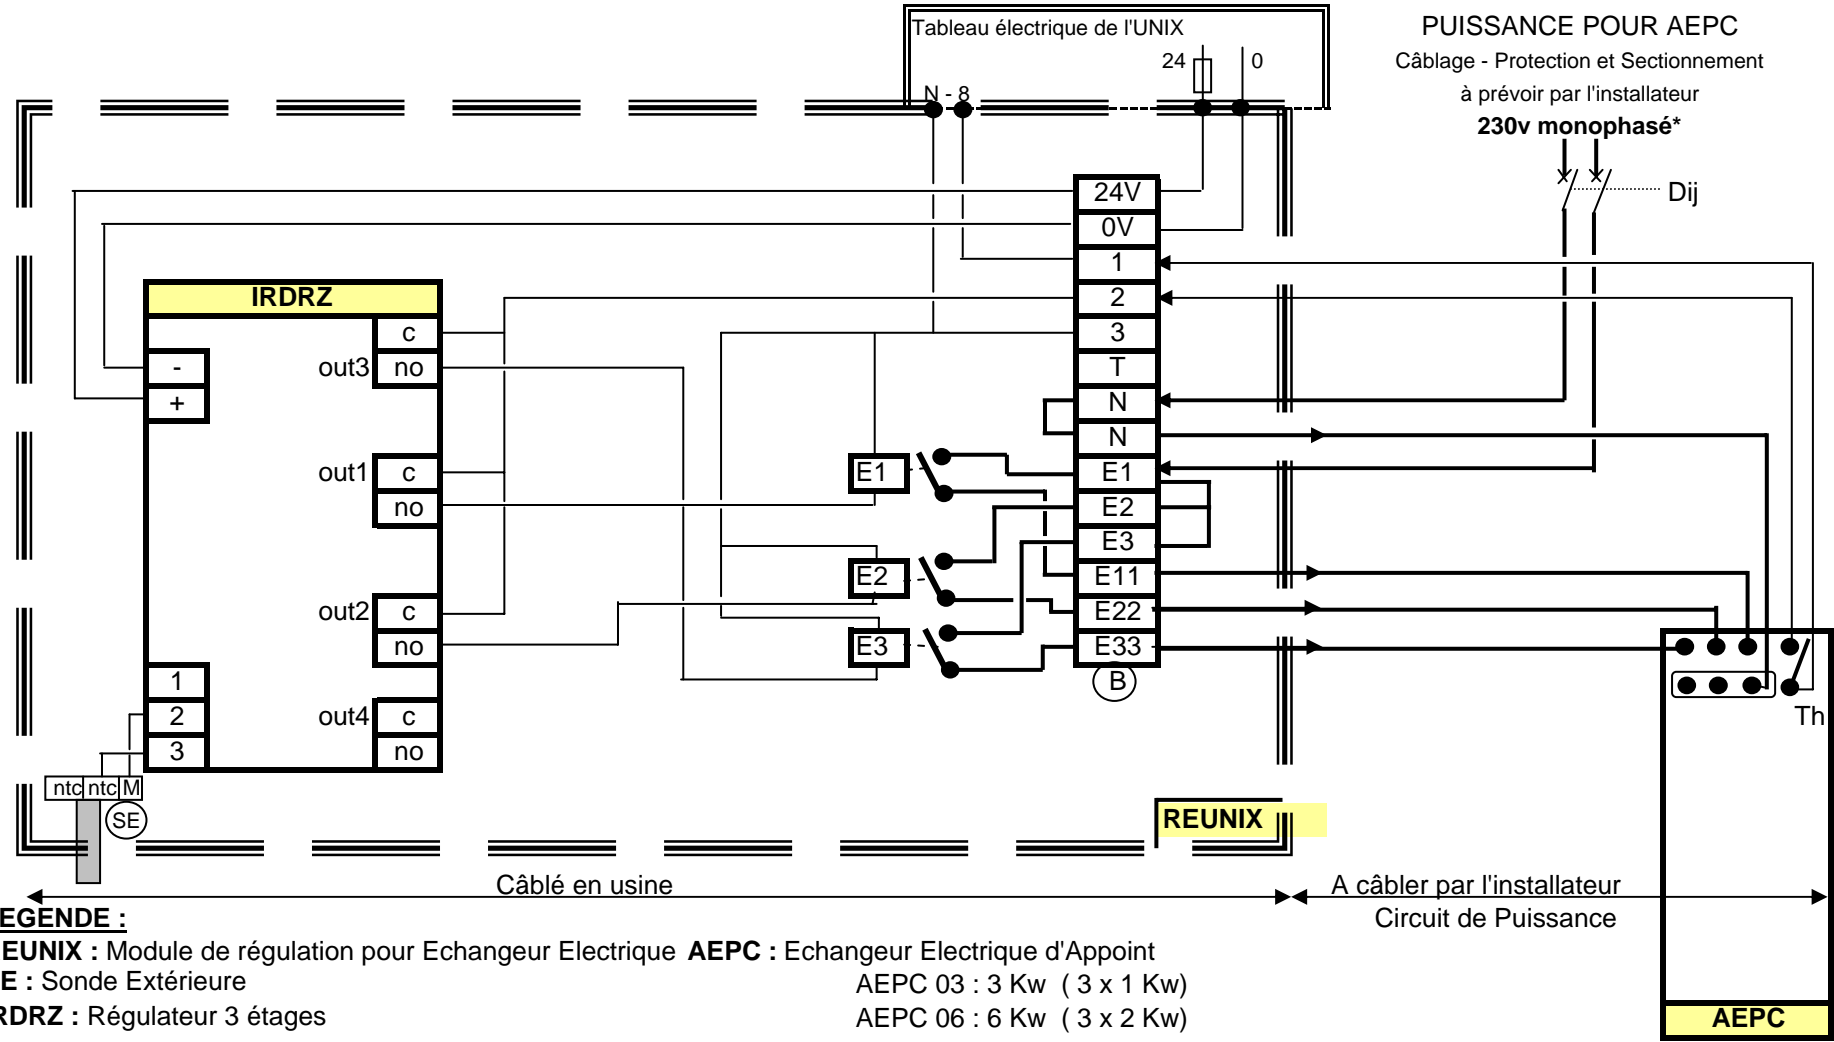 Tableau électrique de l'UNIX
24
0
N - 8
PUISSANCE POUR AEPC
Câblage - Protection et Sectionnement
à prévoir par l'installateur
230v monophasé*
Dij
24V
0V
1
2
3
T
N
N
E1
E2
E3
E11
E22
E33
B
IRDRZ
c
out3 no
-
+
out1 c
no
out2 c
no
1
2
3
out4 c
no
ntc ntc M
SE
E1
E2
E3
Th
REUNIX
AEPC
Câblé en usine
A câbler par l'installateur
Circuit de Puissance
EGENDE :
EUNIX : Module de régulation pour Echangeur Electrique AEPC : Echangeur Electrique d'Appoint
E : Sonde Extérieure
AEPC 03 : 3 Kw ( 3 x 1 Kw)
RDRZ : Régulateur 3 étages
AEPC 06 : 6 Kw ( 3 x 2 Kw)